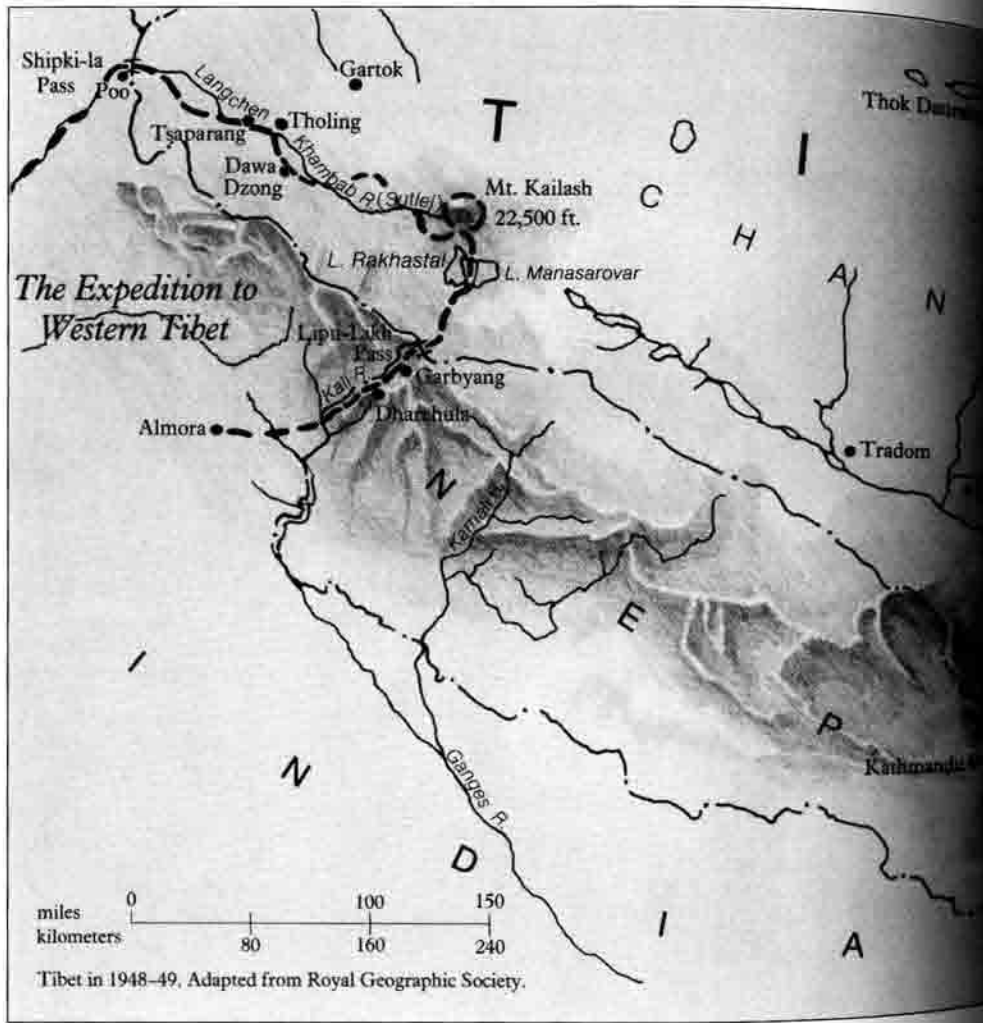 Shipki-la
Pass
Poo
Langchen
Khambab R. (Sutlej)
Gartok
Tsaparang
Tholing
Dawa
Dzong
T I
Thok
C H A N
Mt. Kailash
22,500 ft.
L. Rakhastal
L. Manasarovar
The Expedition to
Western Tibet
Lipu-Lekh
Pass
Kali R.
Garbyang
Dharchula
Almora
Tradom
N E P
Karnali R.
Kathmandu
Ganges R.
I N D I A
0 100 150
miles
kilometers
80 160 240
Tibet in 1948–49. Adapted from Royal Geographic Society.